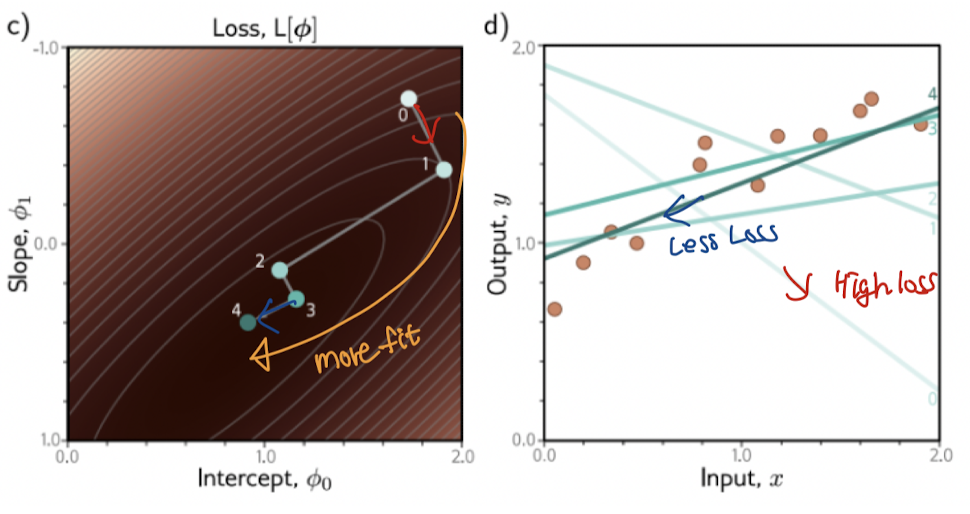 c) Loss, L[ϕ]
-1.0
0.0
1.0
Slope, ϕ₁
0
1
2
3
4
more fit
0.0 1.0 2.0
Intercept, ϕ₀
d)
2.0
1.0
0.0
Output, y
4
3
2
1
0
Less Loss
High loss
0.0 1.0 2.0
Input, x